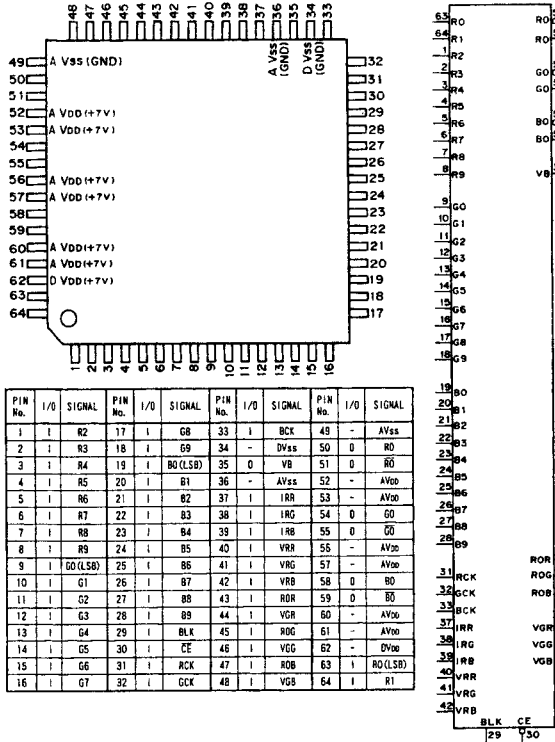 48 47 46 45 44 43 42 41 40 39 38 37 36 35 34 33
49 A VSS (GND)
A VSS (GND)
D VSS (GND)
32
50 31
51 30
52 A VDD (+7V) 29
53 A VDD (+7V) 28
54 27
55 26
56 A VDD (+7V) 25
57 A VDD (+7V) 24
58 23
59 22
60 A VDD (+7V) 21
61 A VDD (+7V) 20
62 D VDD (+7V) 19
63 18
64 17
1 2 3 4 5 6 7 8 9 10 11 12 13 14 15 16
PIN No. I/O SIGNAL PIN No. I/O SIGNAL PIN No. I/O SIGNAL PIN No. I/O SIGNAL
1 I R2 17 I G8 33 I BCK 49 - AVss
2 I R3 18 I G9 34 - DVss 50 O RO
3 I R4 19 I B0 (LSB) 35 O VB 51 O R̅O̅
4 I R5 20 I B1 36 - AVss 52 - AVDD
5 I R6 21 I B2 37 I IRR 53 - AVDD
6 I R7 22 I B3 38 I IRG 54 O GO
7 I R8 23 I B4 39 I IRB 55 O G̅O̅
8 I R9 24 I B5 40 I VRR 56 - AVDD
9 I G0 (LSB) 25 I B6 41 I VRG 57 - AVDD
10 I G1 26 I B7 42 I VRB 58 O BO
11 I G2 27 I B8 43 I ROR 59 O B̅O̅
12 I G3 28 I B9 44 I VGR 60 - AVDD
13 I G4 29 I BLK 45 I ROG 61 - AVDD
14 I G5 30 I C̅E̅ 46 I VGG 62 - DVDD
15 I G6 31 I RCK 47 I ROB 63 I R0 (LSB)
16 I G7 32 I GCK 48 I VGB 64 I R1
63 R0 RO
64 R1 RO
1 R2
2 R3 GO
3 R4 GO
4 R5
5 R6 BO
6 R7 BO
7 R8
8 R9 VB
9 G0
10 G1
11 G2
12 G3
13 G4
14 G5
15 G6
16 G7
17 G8
18 G9
19 B0
20 B1
21 B2
22 B3
23 B4
24 B5
25 B6
26 B7
27 B8
28 B9
ROR
31 RCK ROG
32 GCK ROB
33 BCK
37 IRR VGR
38 IRG VGG
39 IRB VGB
40 VRR
41 VRG
42 VRB
BLK CE
29 30